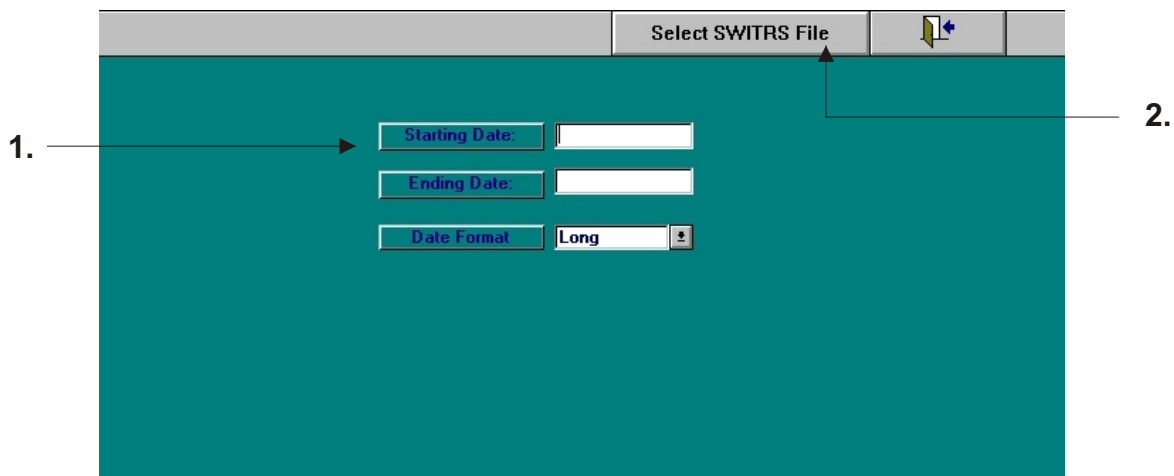 Select SWITRS File
2.
1.
Starting Date:
Ending Date:
Date Format Long